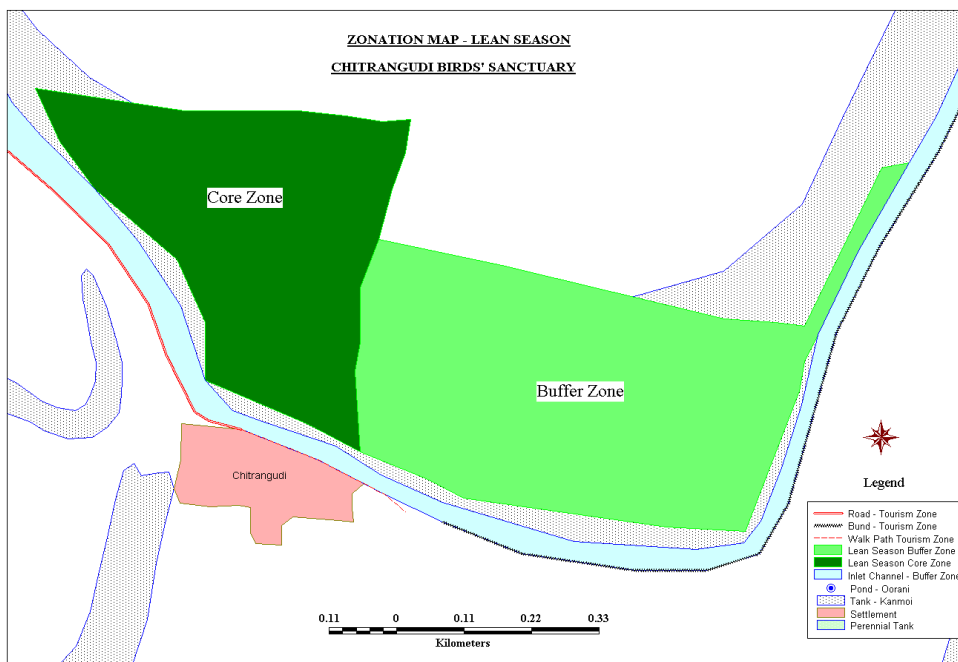 ZONATION MAP - LEAN SEASON
CHITRANGUDI BIRDS' SANCTUARY
Core Zone
Buffer Zone
Chitrangudi
Legend
Road - Tourism Zone
Bund - Tourism Zone
Walk Path Tourism Zone
Lean Season Buffer Zone
Lean Season Core Zone
Inlet Channel - Buffer Zone
Pond - Oorani
Tank - Kanmoi
Settlement
Perennial Tank
0.11 0 0.11 0.22 0.33
Kilometers